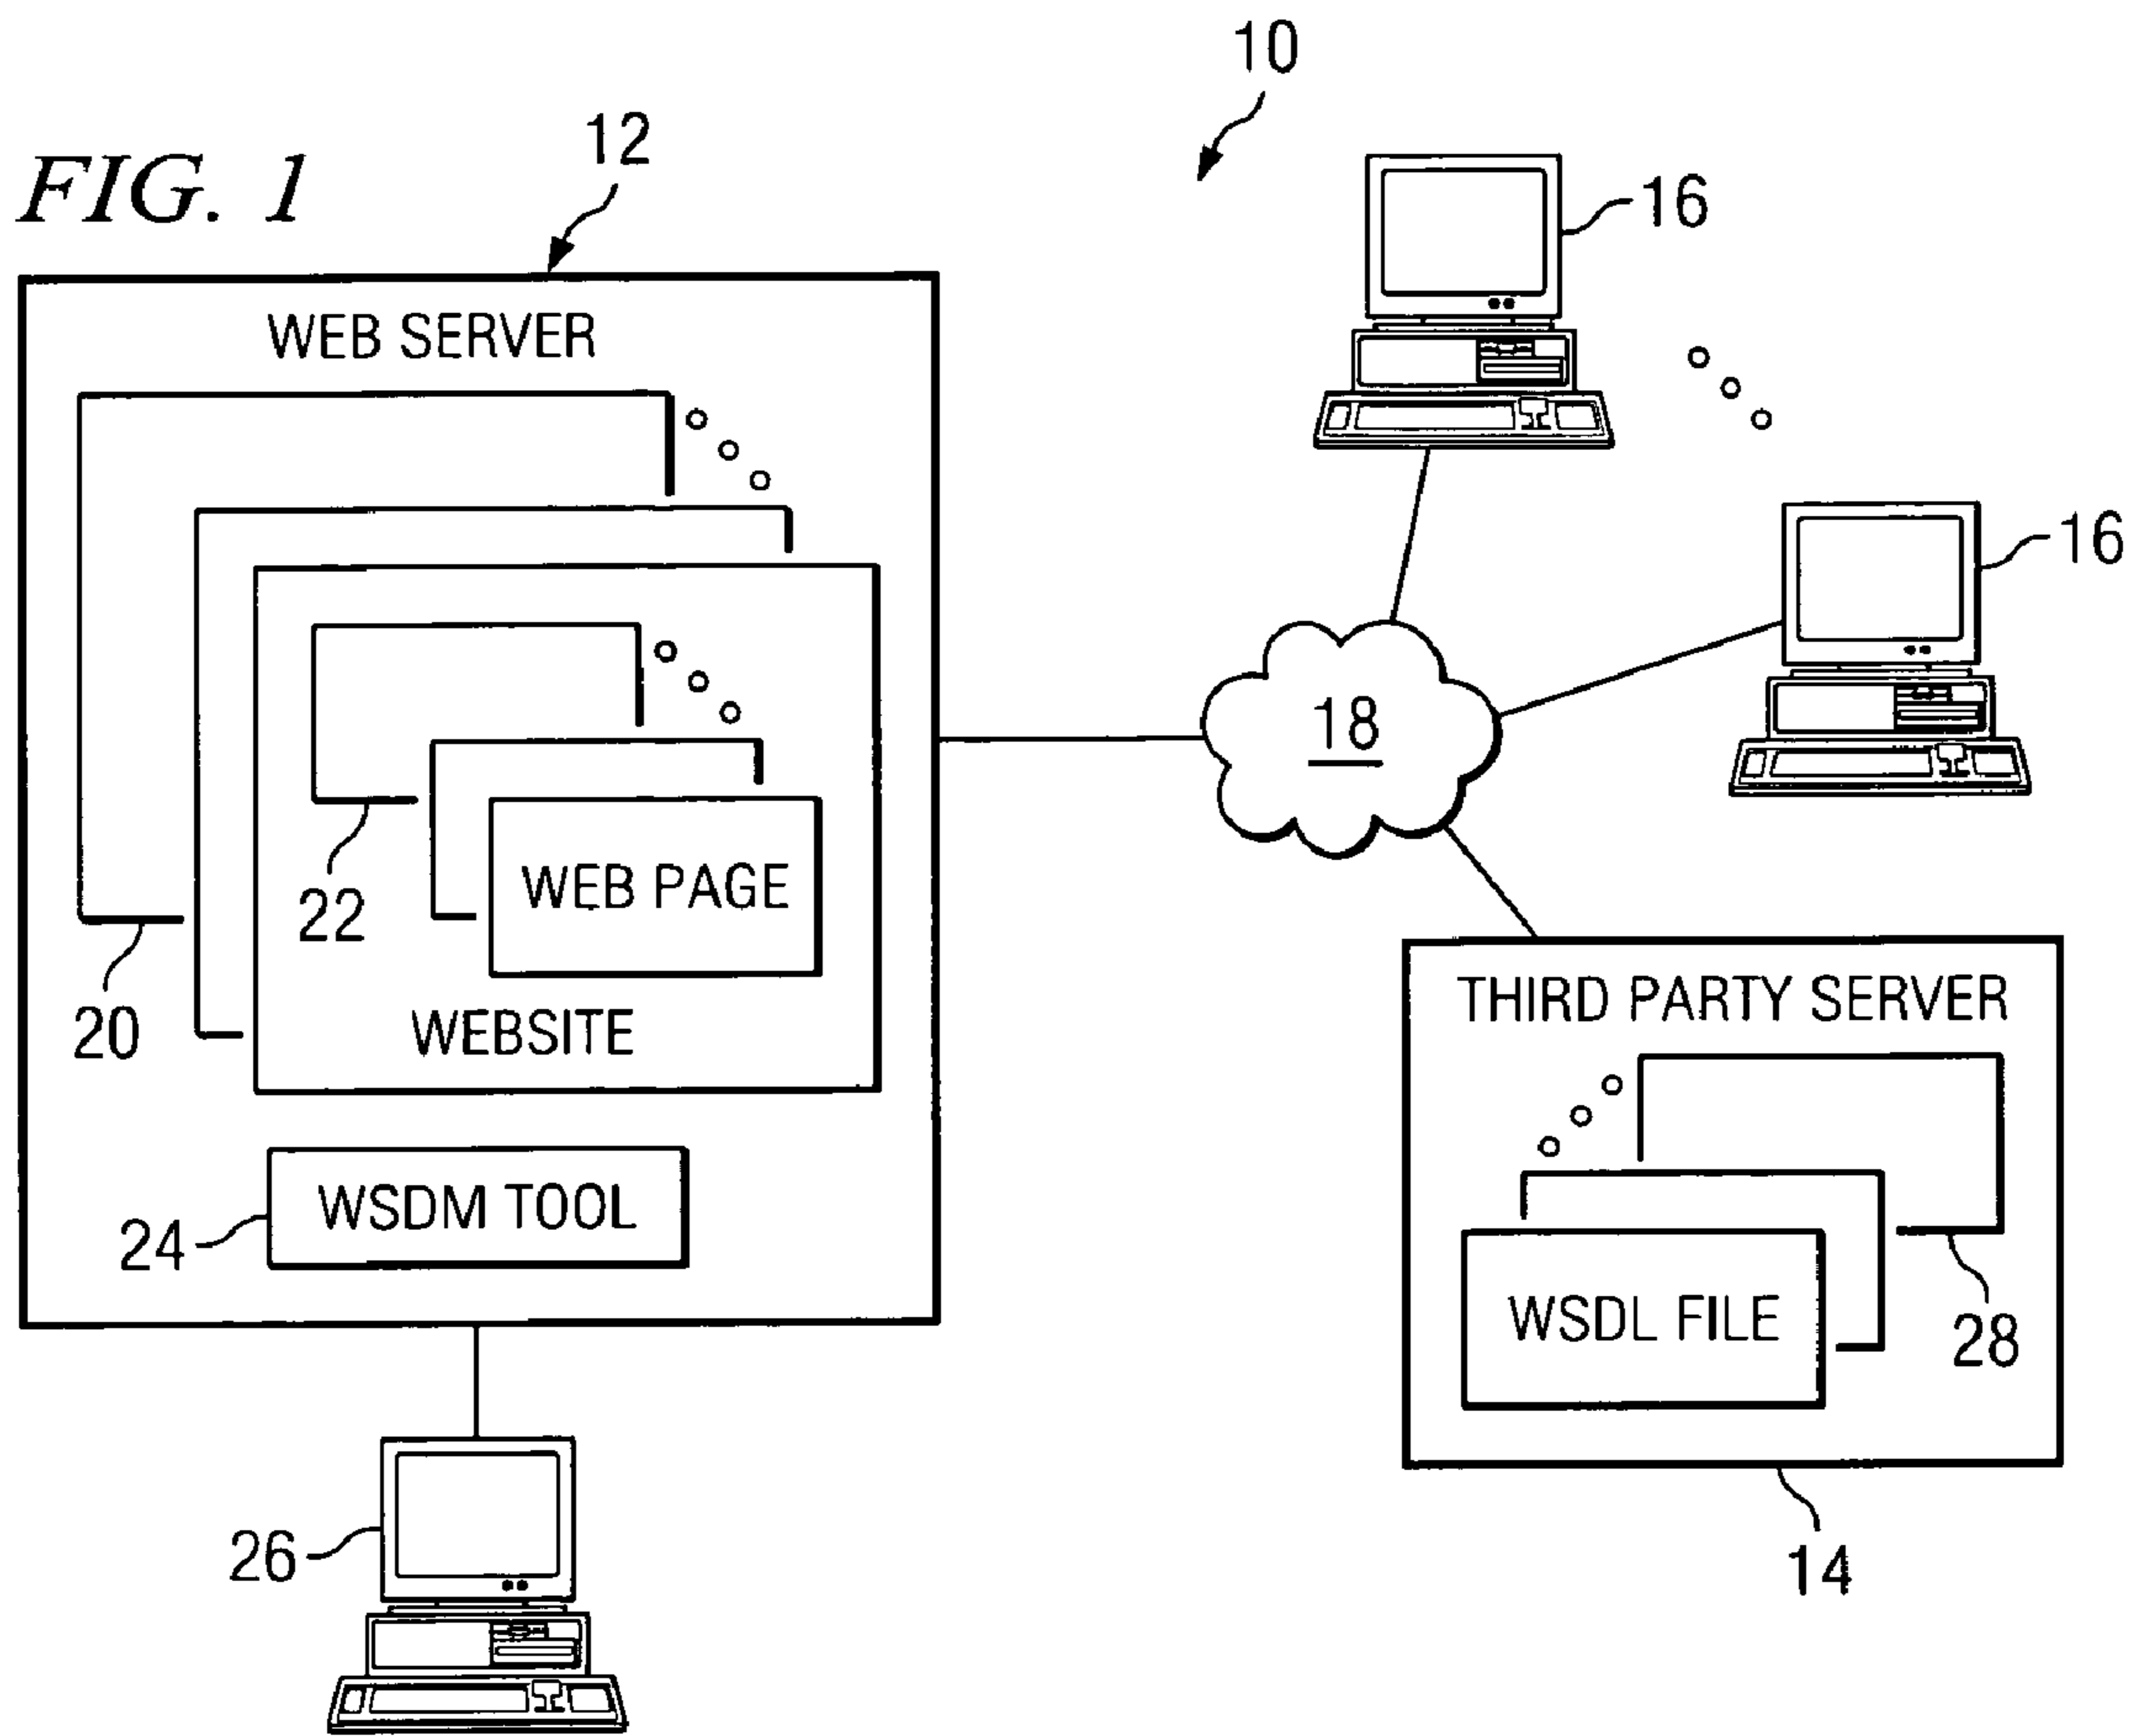 FIG. 1
10
12
16
WEB SERVER
16
18
22
WEB PAGE
20
WEBSITE
THIRD PARTY SERVER
24
WSDM TOOL
WSDL FILE
28
26
14